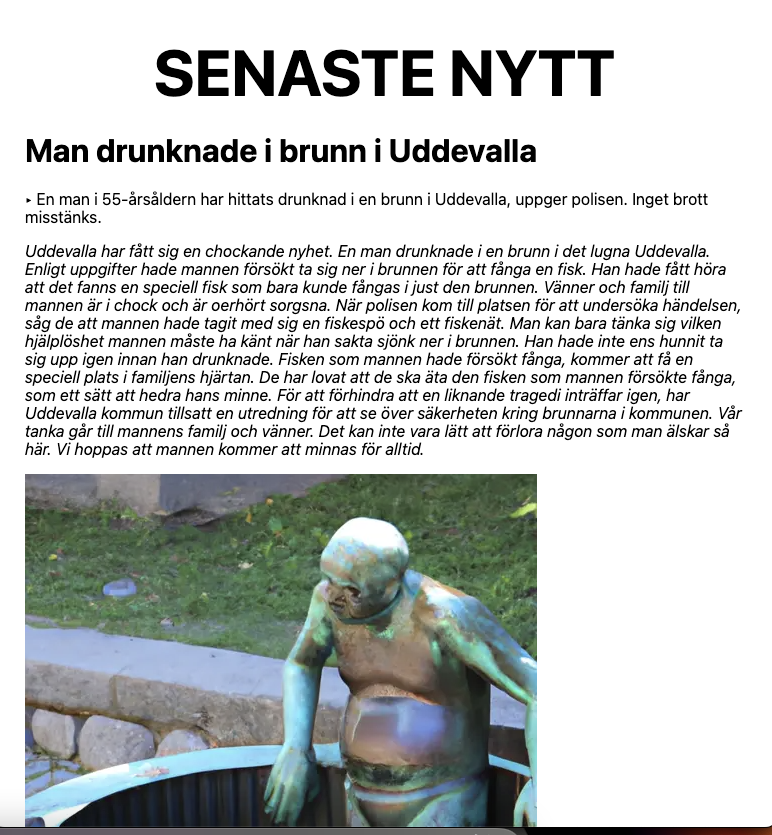 SENASTE NYTT
Man drunknade i brunn i Uddevalla
‣ En man i 55-årsåldern har hittats drunknad i en brunn i Uddevalla, uppger polisen. Inget brott
misstänks.
Uddevalla har fått sig en chockande nyhet. En man drunknade i en brunn i det lugna Uddevalla.
Enligt uppgifter hade mannen försökt ta sig ner i brunnen för att fånga en fisk. Han hade fått höra
att det fanns en speciell fisk som bara kunde fångas i just den brunnen. Vänner och familj till
mannen är i chock och är oerhört sorgsna. När polisen kom till platsen för att undersöka händelsen,
såg de att mannen hade tagit med sig en fiskespö och ett fiskenät. Man kan bara tänka sig vilken
hjälplöshet mannen måste ha känt när han sakta sjönk ner i brunnen. Han hade inte ens hunnit ta
sig upp igen innan han drunknade. Fisken som mannen hade försökt fånga, kommer att få en
speciell plats i familjens hjärtan. De har lovat att de ska äta den fisken som mannen försökte fånga,
som ett sätt att hedra hans minne. För att förhindra att en liknande tragedi inträffar igen, har
Uddevalla kommun tillsatt en utredning för att se över säkerheten kring brunnarna i kommunen. Vår
tanka går till mannens familj och vänner. Det kan inte vara lätt att förlora någon som man älskar så
här. Vi hoppas att mannen kommer att minnas för alltid.